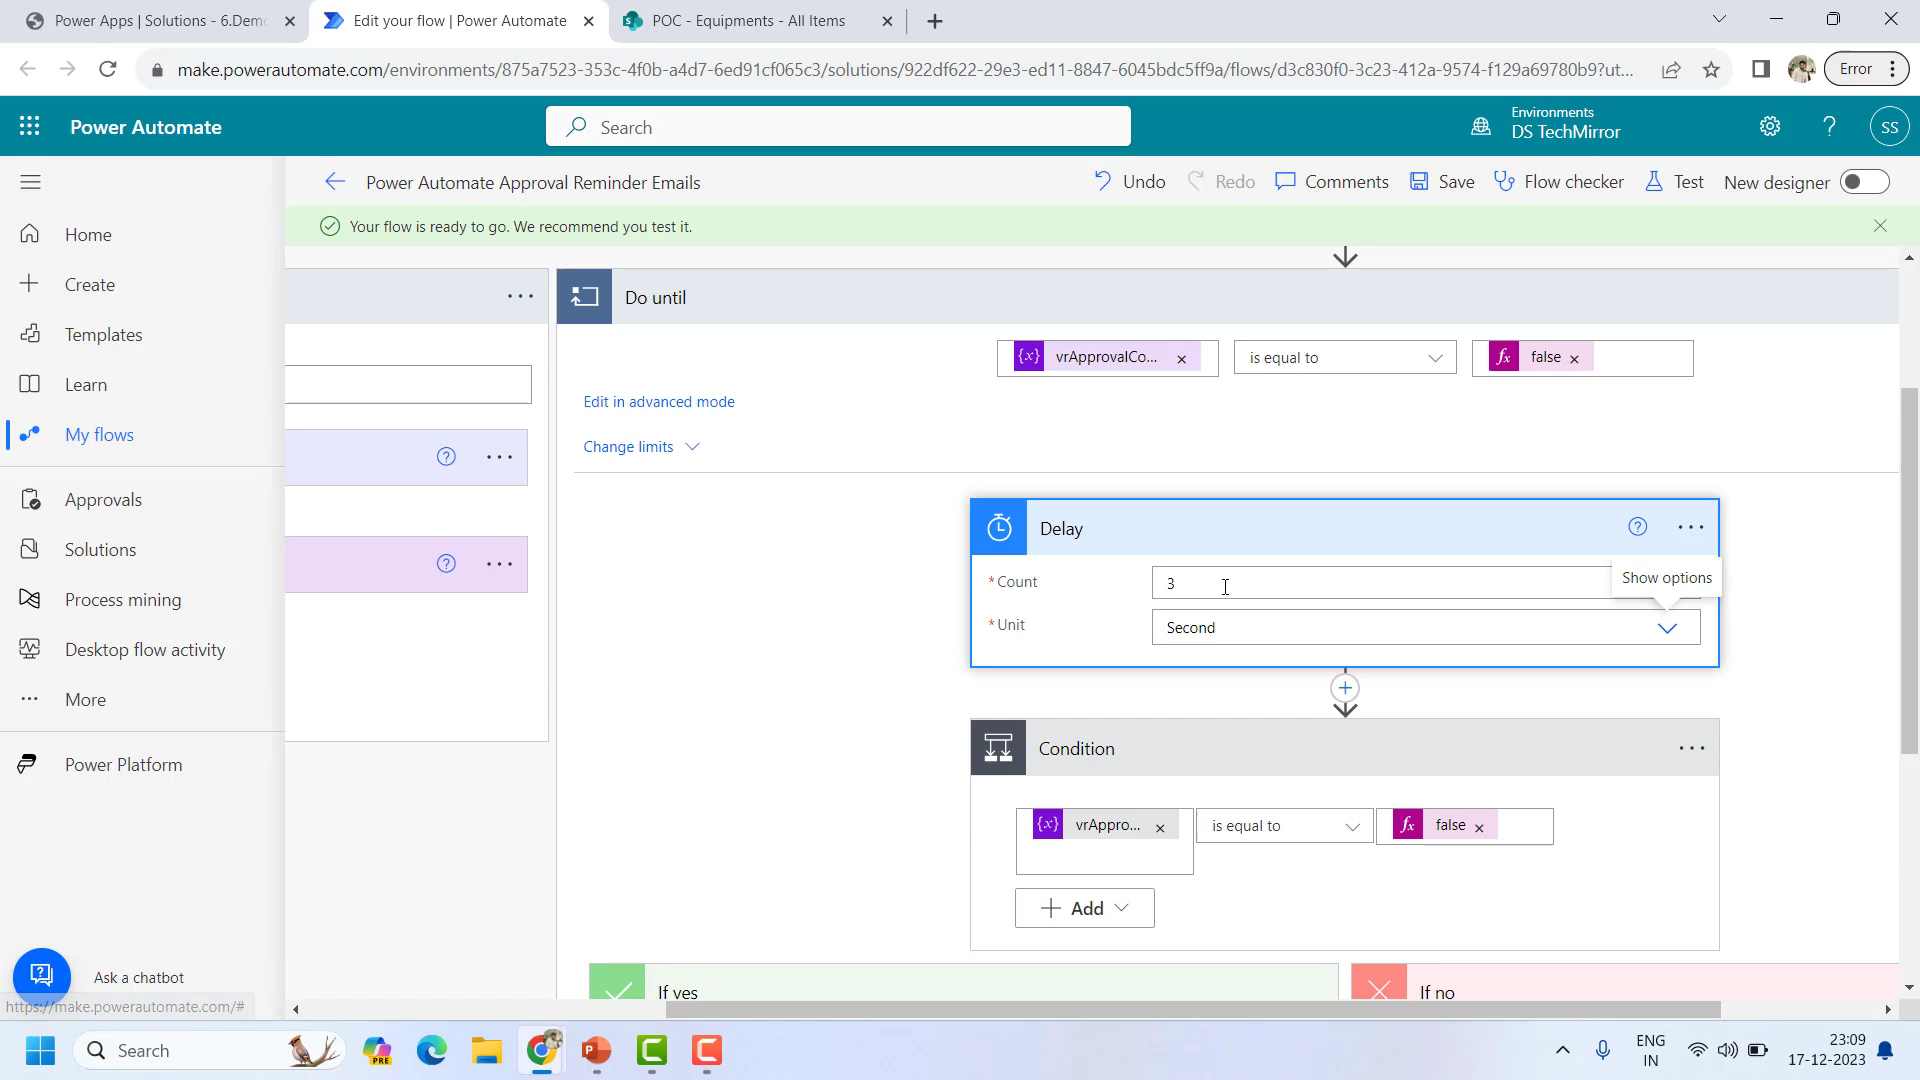 Power Apps | Solutions - 6.Demo
Edit your flow | Power Automate
POC - Equipments - All Items
make.powerautomate.com/environments/875a7523-353c-4f0b-a4d7-6ed91cf065c3/solutions/922df622-29e3-ed11-8847-6045bdc5ff9a/flows/d3c830f0-3c23-412a-9574-f129a69780b9?ut...
Error
Power Automate
Search
Environments
DS TechMirror
SS
Power Automate Approval Reminder Emails
Undo
Redo
Comments
Save
Flow checker
Test
New designer
Your flow is ready to go. We recommend you test it.
Home
Create
Templates
Learn
My flows
Approvals
Solutions
Process mining
Desktop flow activity
More
Power Platform
Ask a chatbot
https://make.powerautomate.com/#
Do until
{x} vrApprovalCo... ×
is equal to
fx false ×
Edit in advanced mode
Change limits
Delay
* Count
3
Show options
* Unit
Second
Condition
{x} vrAppro... ×
is equal to
fx false ×
Add
If yes
If no
Search
PRE
ENG
IN
23:09
17-12-2023